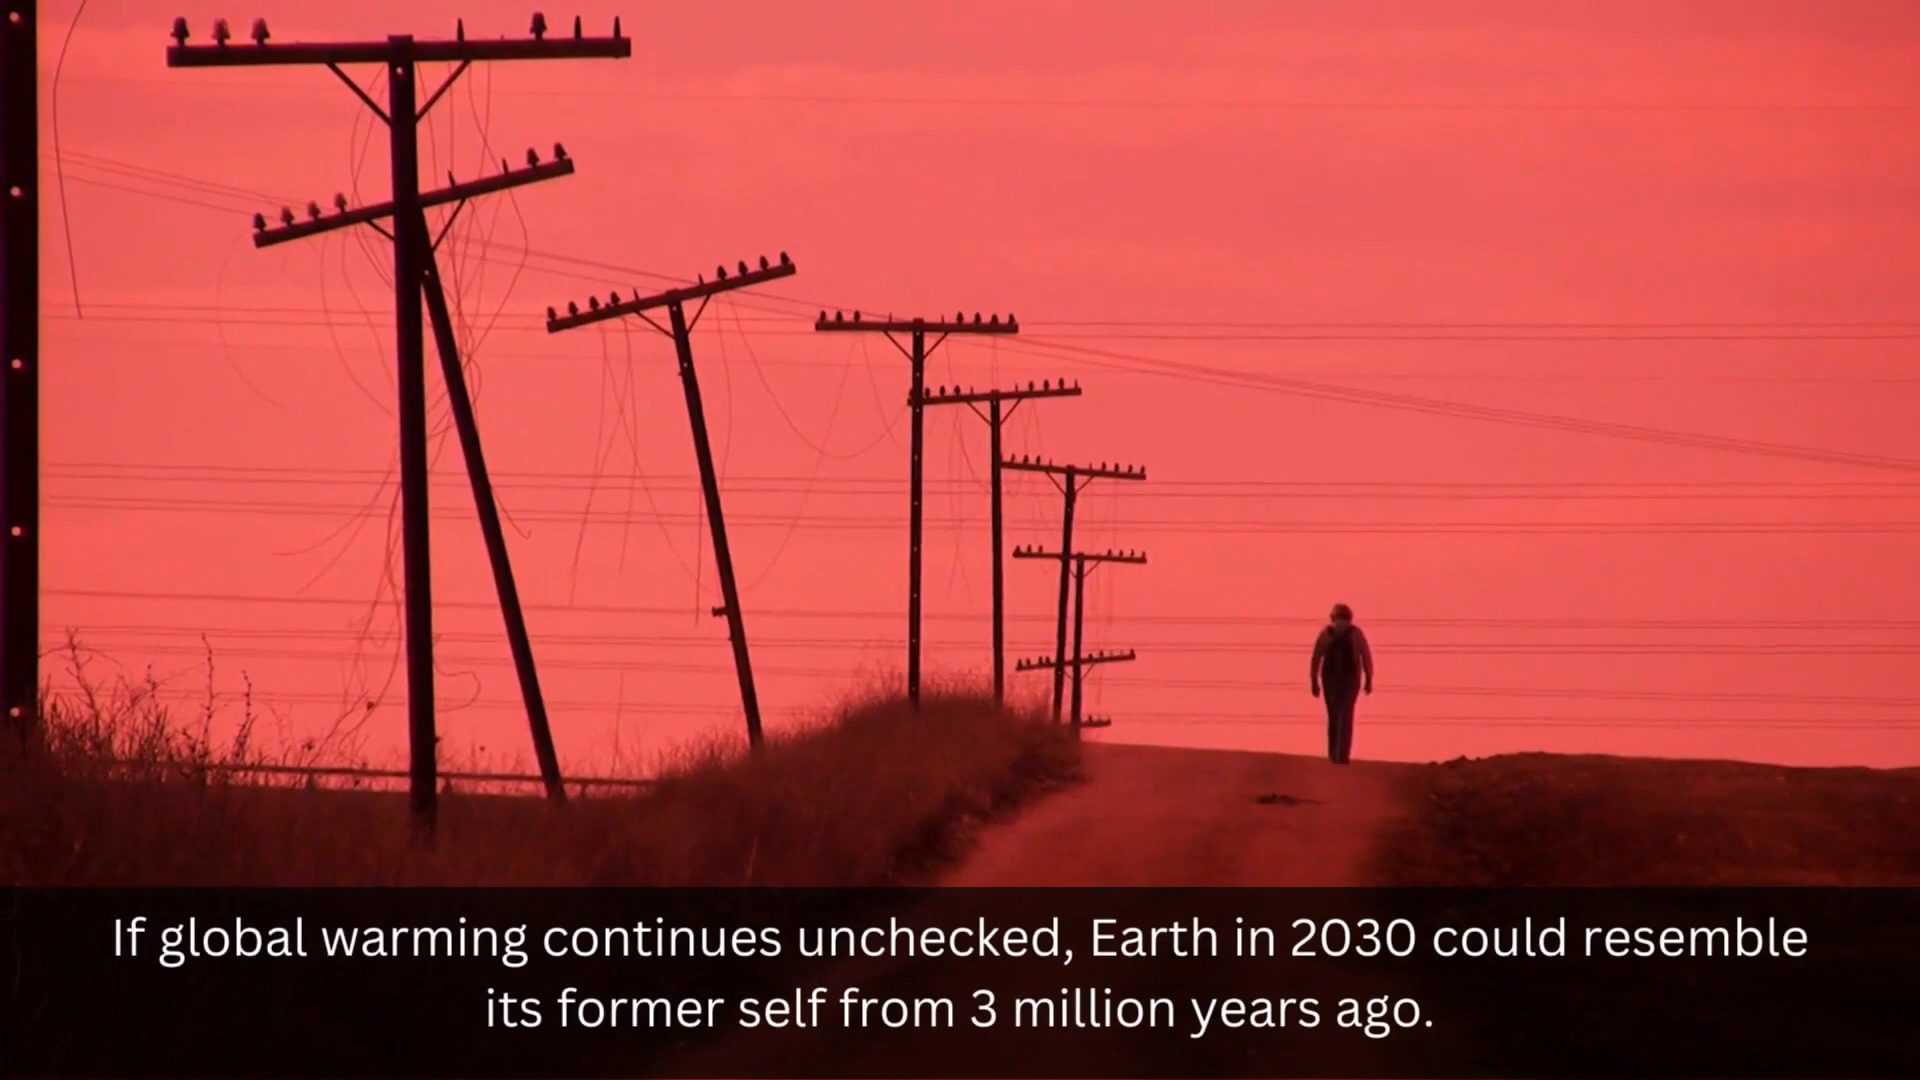 If global warming continues unchecked, Earth in 2030 could resemble
its former self from 3 million years ago.